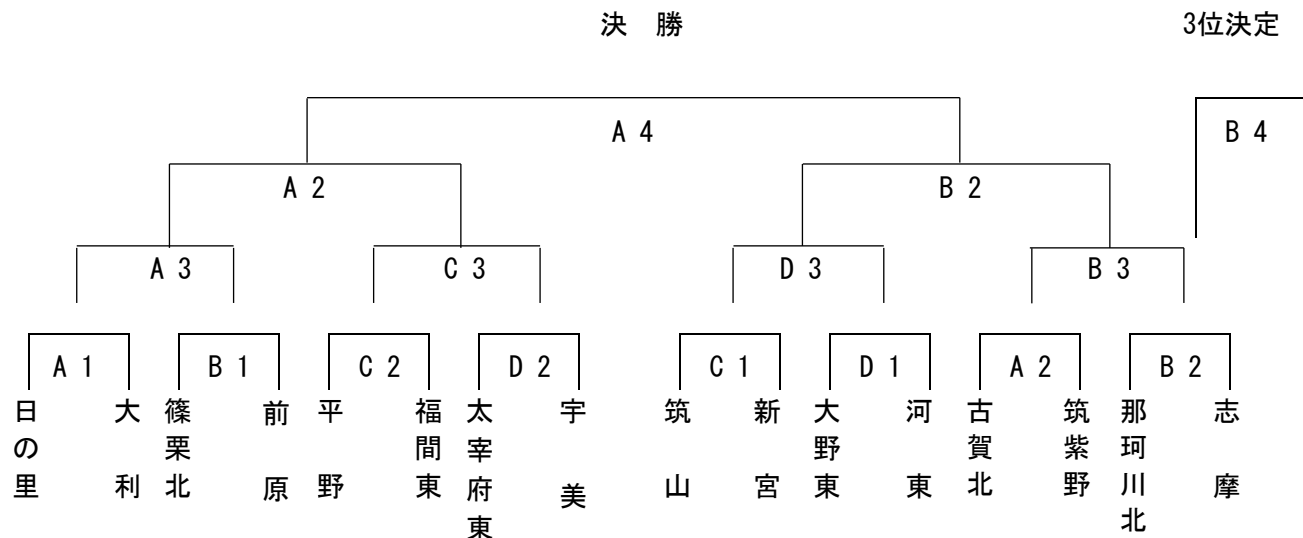 決　勝
3位決定
A 4
B 4
A 2
B 2
A 3
C 3
D 3
B 3
A 1
B 1
C 2
D 2
C 1
D 1
A 2
B 2
日の里
大利
篠栗北
前原
平野
福間東
太宰府東
宇美
筑山
新宮
大野東
河東
古賀北
筑紫野
那珂川北
志摩